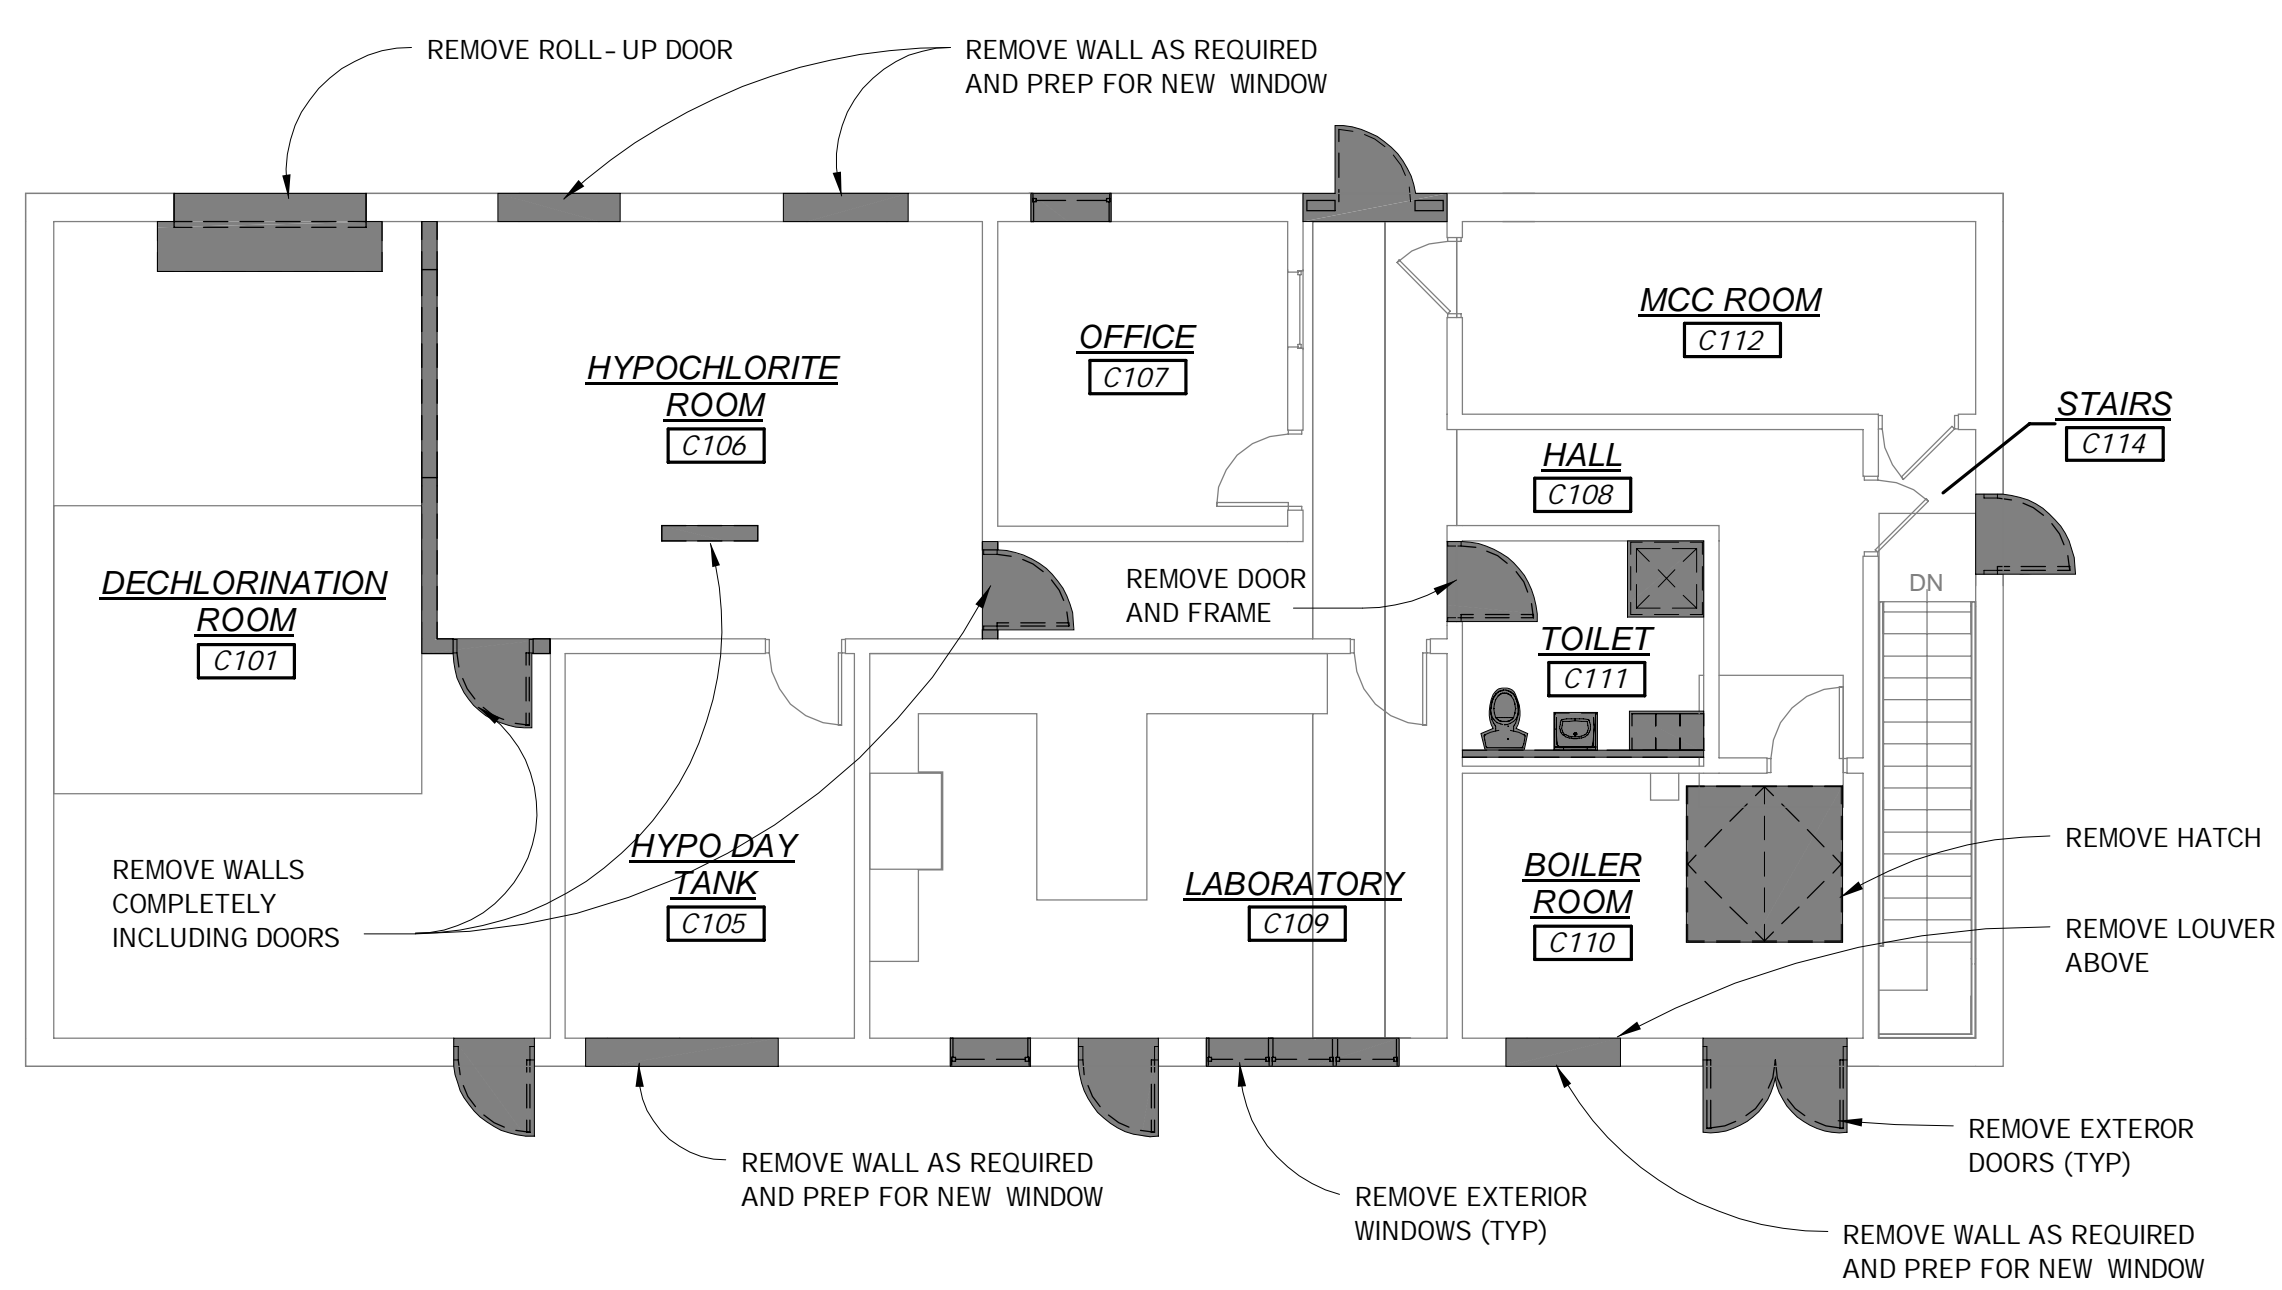 REMOVE ROLL-UP DOOR
REMOVE WALL AS REQUIRED
AND PREP FOR NEW WINDOW
MCC ROOM
C112
OFFICE
C107
HYPOCHLORITE
ROOM
C106
STAIRS
C114
HALL
C108
DECHLORINATION
ROOM
C101
REMOVE DOOR
AND FRAME
DN
TOILET
C111
HYPO DAY
TANK
C105
LABORATORY
C109
BOILER
ROOM
C110
REMOVE HATCH
REMOVE WALLS
COMPLETELY
INCLUDING DOORS
REMOVE LOUVER
ABOVE
REMOVE WALL AS REQUIRED
AND PREP FOR NEW WINDOW
REMOVE EXTERIOR
WINDOWS (TYP)
REMOVE EXTEROR
DOORS (TYP)
REMOVE WALL AS REQUIRED
AND PREP FOR NEW WINDOW